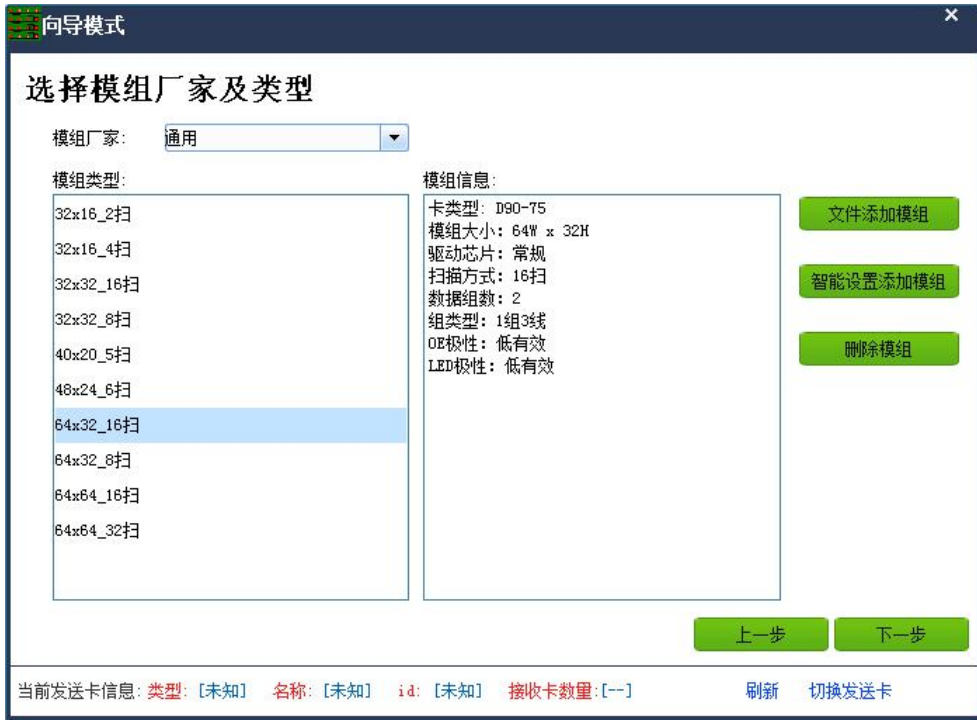 向导模式
×
选择模组厂家及类型
模组厂家: 通用
模组类型:
32x16_2扫
32x16_4扫
32x32_16扫
32x32_8扫
40x20_5扫
48x24_6扫
64x32_16扫
64x32_8扫
64x64_16扫
64x64_32扫
模组信息:
卡类型: D90-75
模组大小: 64W x 32H
驱动芯片: 常规
扫描方式: 16扫
数据组数: 2
组类型: 1组3线
OE极性: 低有效
LED极性: 低有效
文件添加模组
智能设置添加模组
删除模组
上一步 下一步
当前发送卡信息: 类型: [未知] 名称: [未知] id: [未知] 接收卡数量:[--] 刷新 切换发送卡